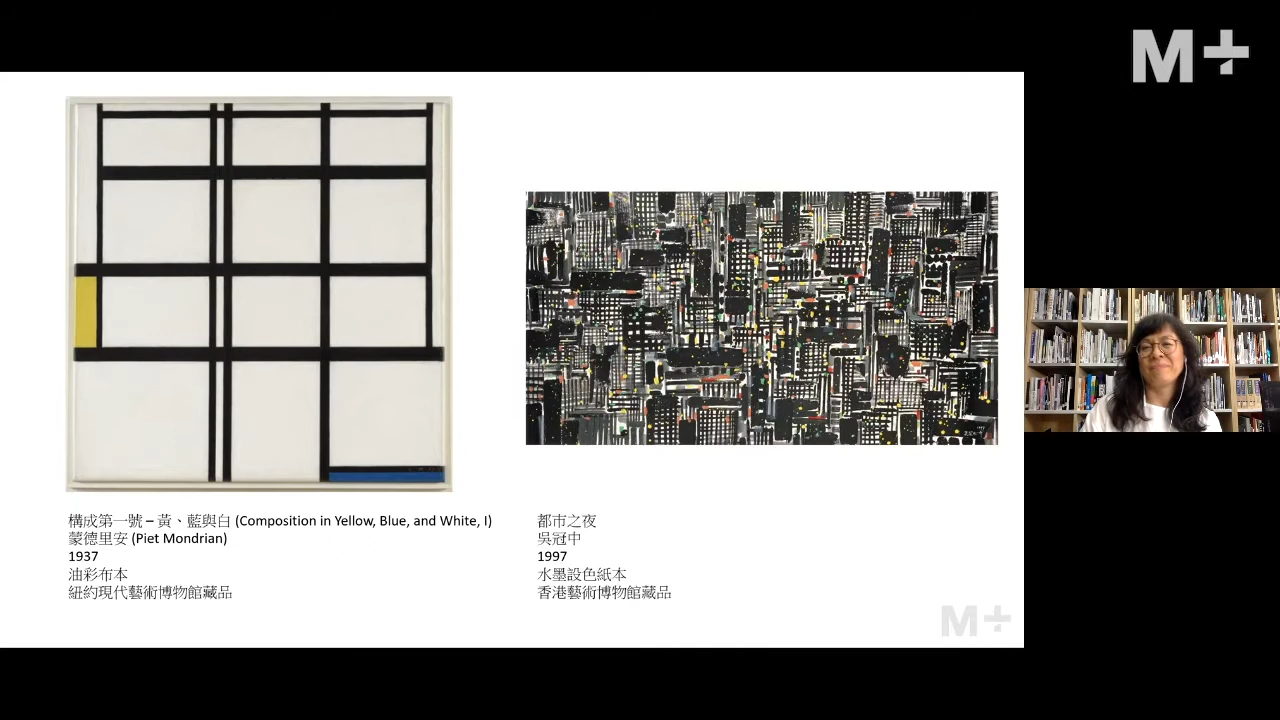 M+
構成第一號 – 黃、藍與白 (Composition in Yellow, Blue, and White, I)
蒙德里安 (Piet Mondrian)
1937
油彩布本
紐約現代藝術博物館藏品
都市之夜
吳冠中
1997
水墨設色紙本
香港藝術博物館藏品
M+